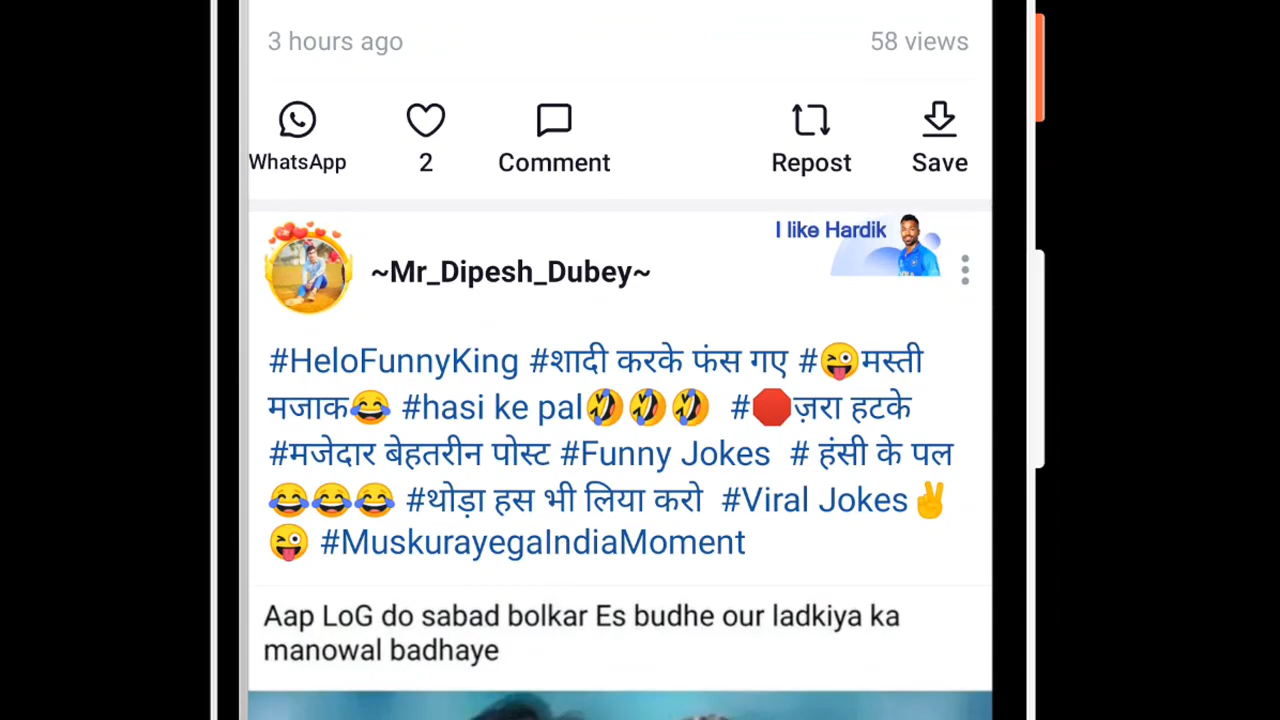 3 hours ago 58 views
WhatsApp 2 Comment Repost Save
I like Hardik
~Mr_Dipesh_Dubey~
#HeloFunnyKing #शादी करके फंस गए #😜मस्ती
मजाक😂 #hasi ke pal🤣🤣🤣 #🛑ज़रा हटके
#मजेदार बेहतरीन पोस्ट #Funny Jokes # हंसी के पल
😂😂😂 #थोड़ा हस भी लिया करो #Viral Jokes✌
😜 #MuskurayegaIndiaMoment
Aap LoG do sabad bolkar Es budhe our ladkiya ka
manowal badhaye